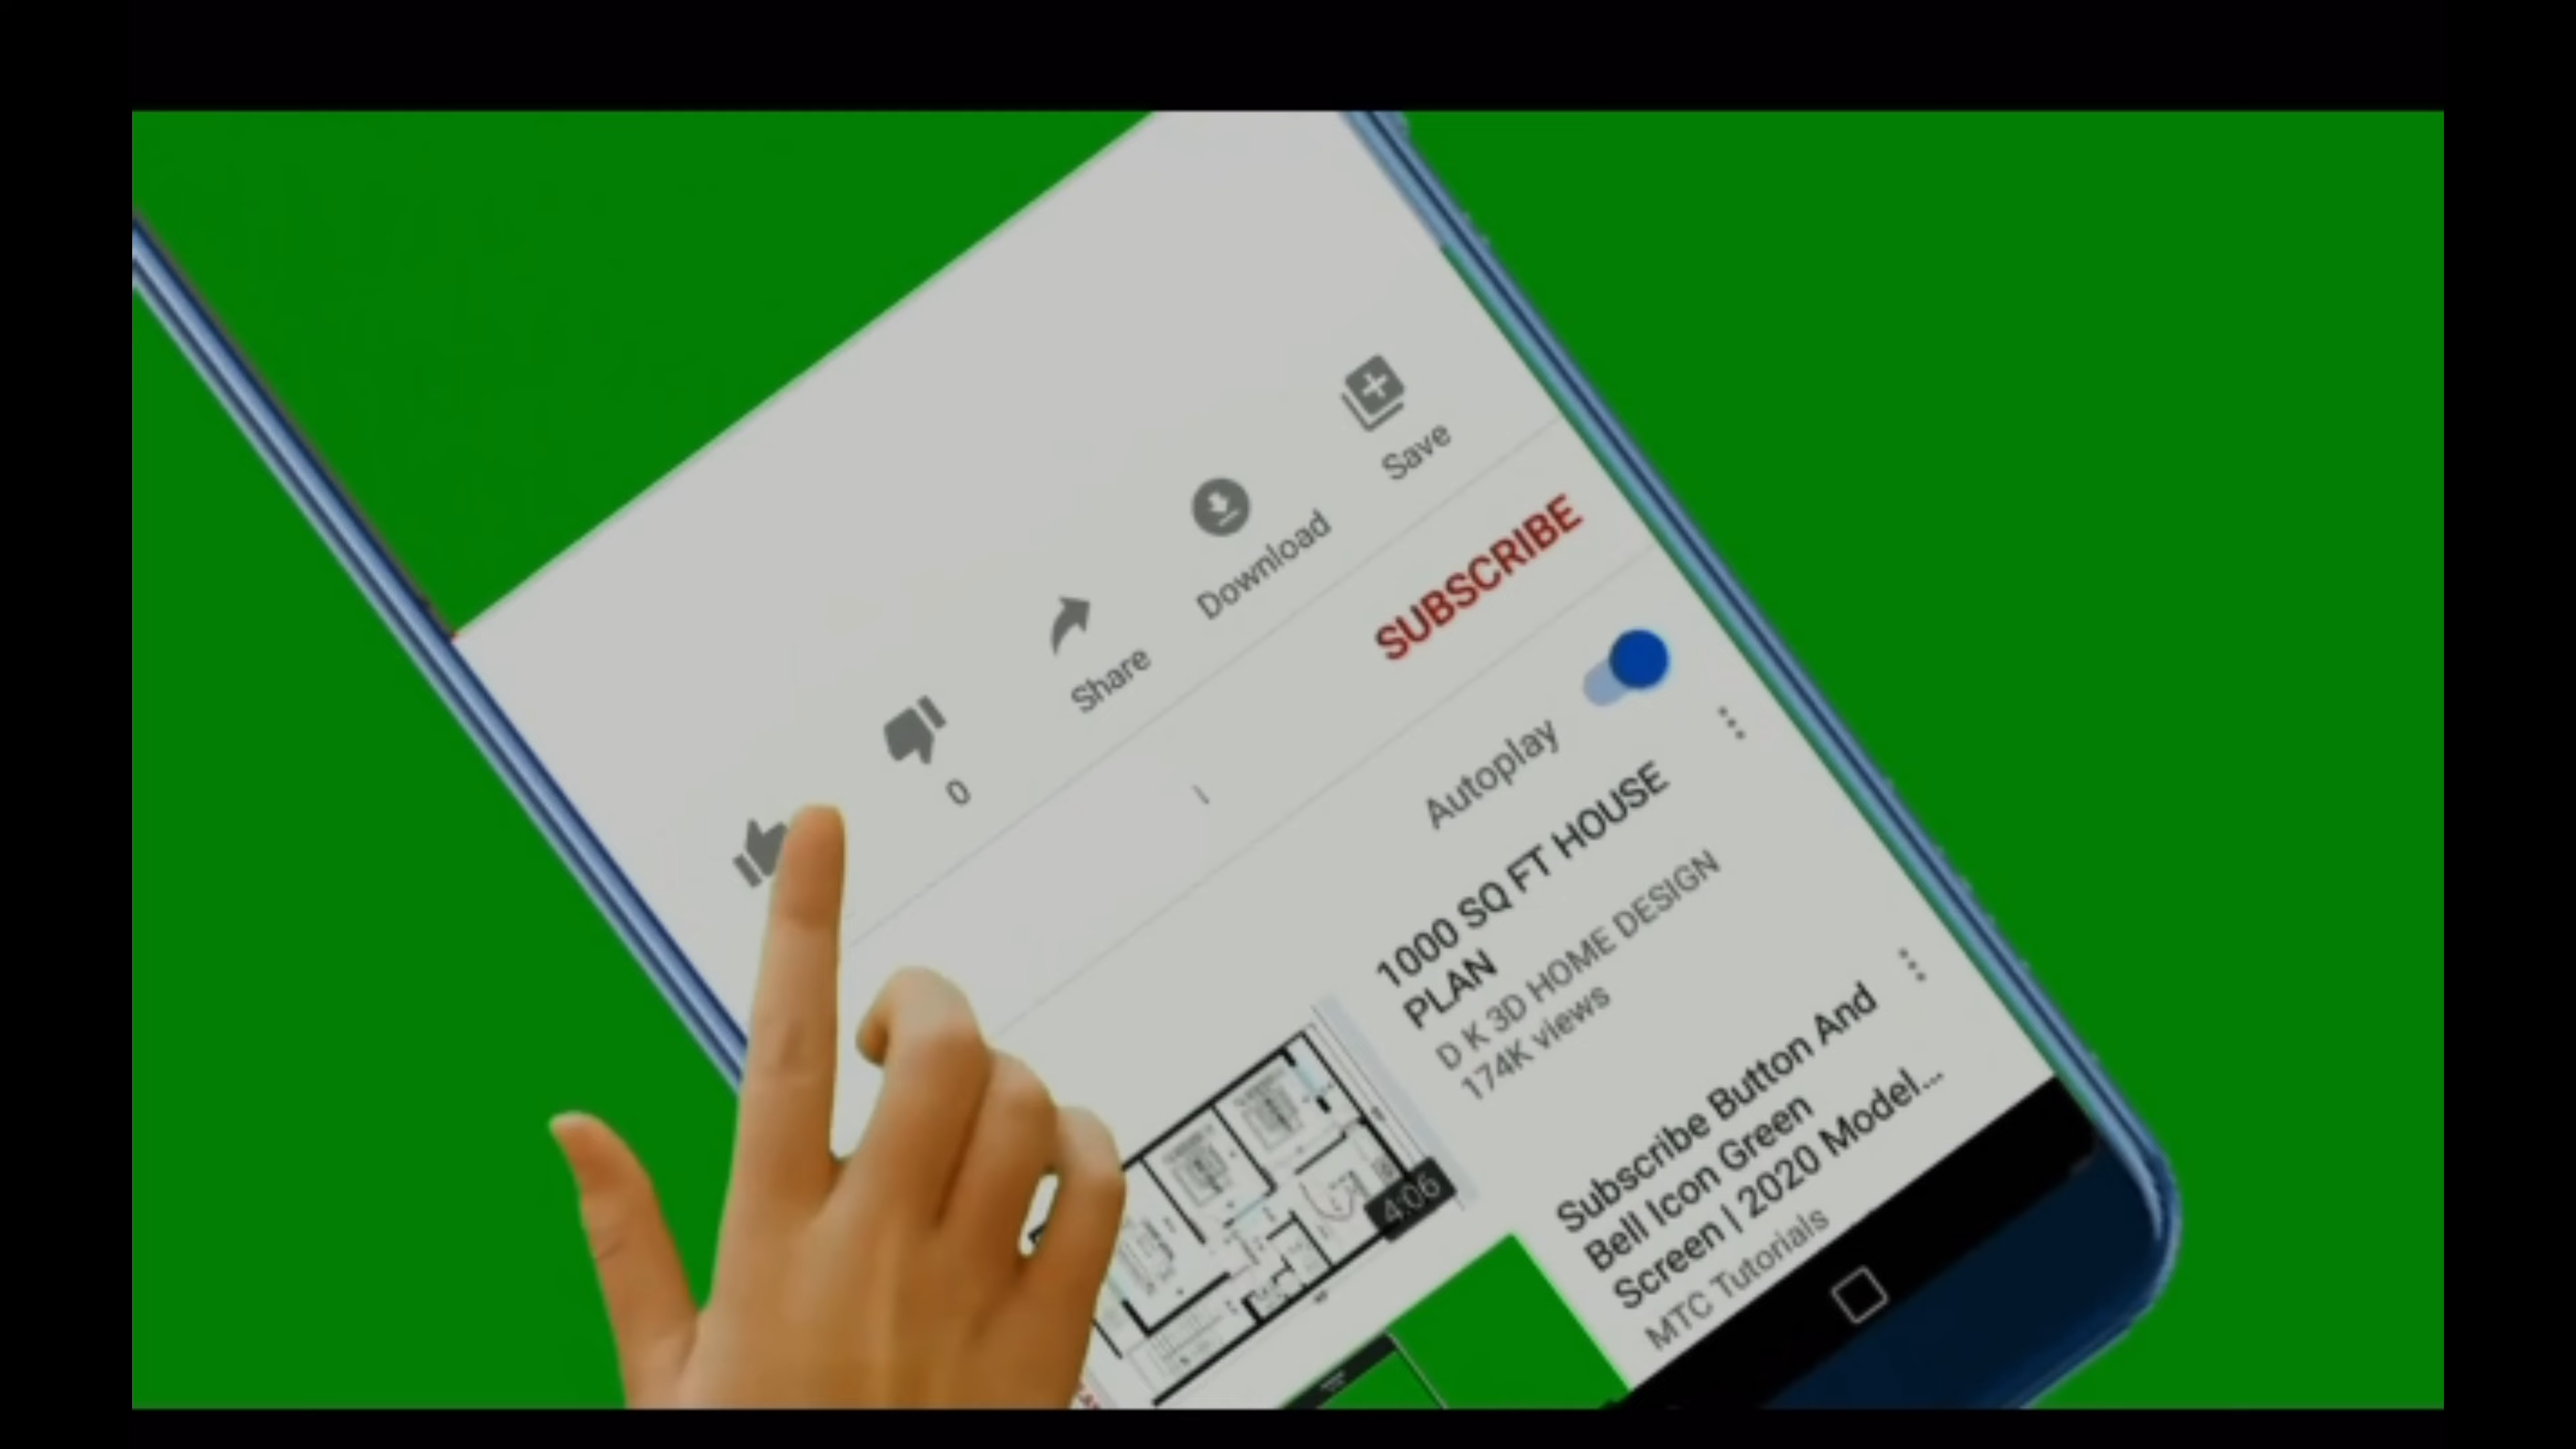 Save
Download
Share
0
SUBSCRIBE
Autoplay
1000 SQ FT HOUSE
PLAN
D K 3D HOME DESIGN
174K views
4:06
Subscribe Button And
Bell Icon Green
Screen | 2020 Model...
MTC Tutorials